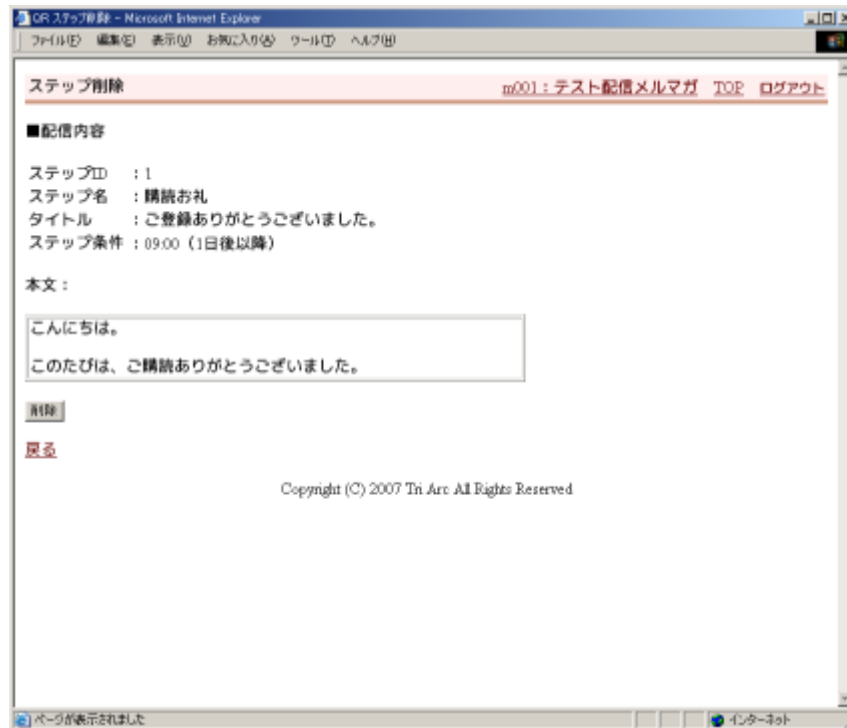 QR ステップ削除 - Microsoft Internet Explorer
ファイル(F) 編集(E) 表示(V) お気に入り(A) ツール(T) ヘルプ(H)
ステップ削除 m001：テスト配信メルマガ TOP ログアウト
■配信内容
ステップID ：1
ステップ名 ：購読お礼
タイトル ：ご登録ありがとうございました。
ステップ条件 ：09:00（1日後以降）
本文：
こんにちは。
このたびは、ご購読ありがとうございました。
削除
戻る
Copyright (C) 2007 Tri Arc All Rights Reserved
ページが表示されました インターネット